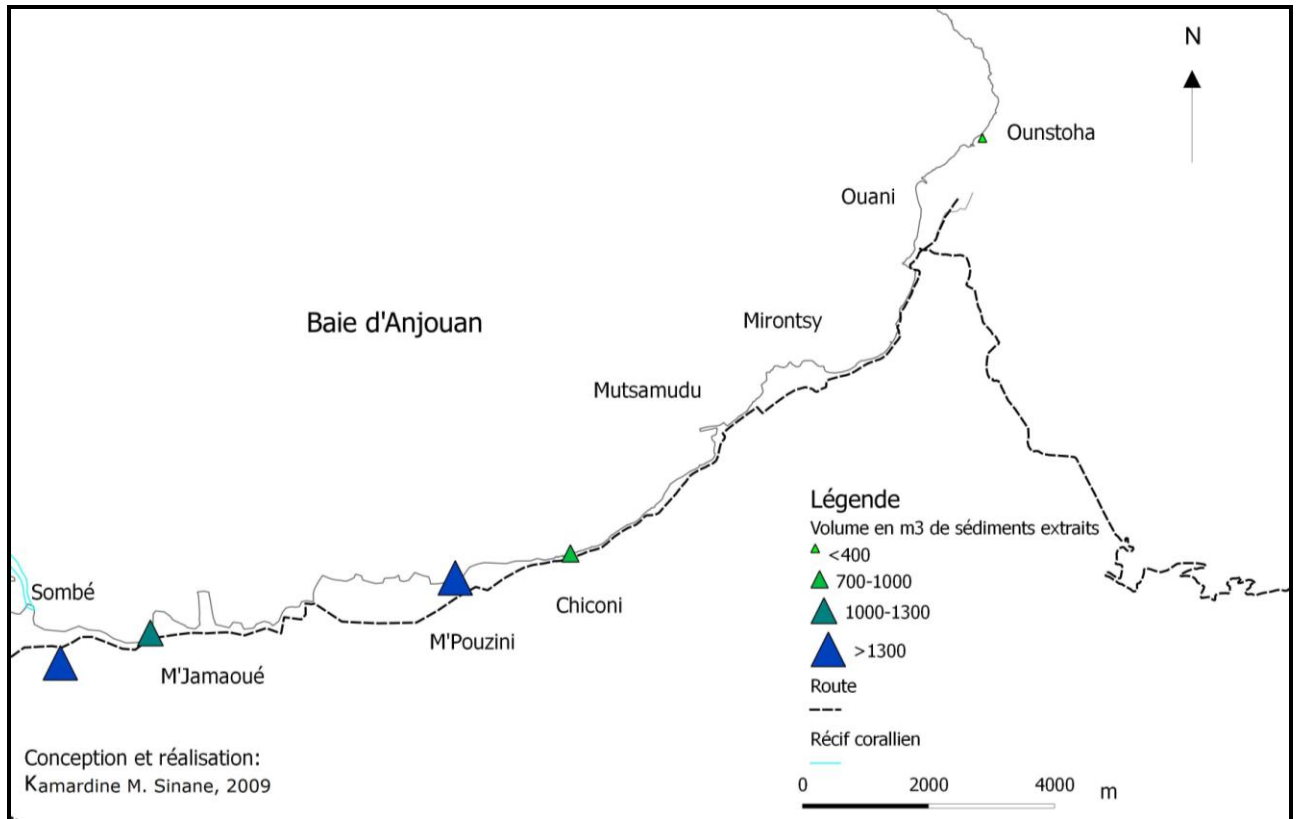 N
Ounstoha
Ouani
Baie d'Anjouan
Mirontsy
Mutsamudu
Légende
Volume en m3 de sédiments extraits
<400
700-1000
1000-1300
>1300
Route
Récif corallien
0 2000 4000 m
Sombé
Chiconi
M'Pouzini
M'Jamaoué
Conception et réalisation:
Kamardine M. Sinane, 2009